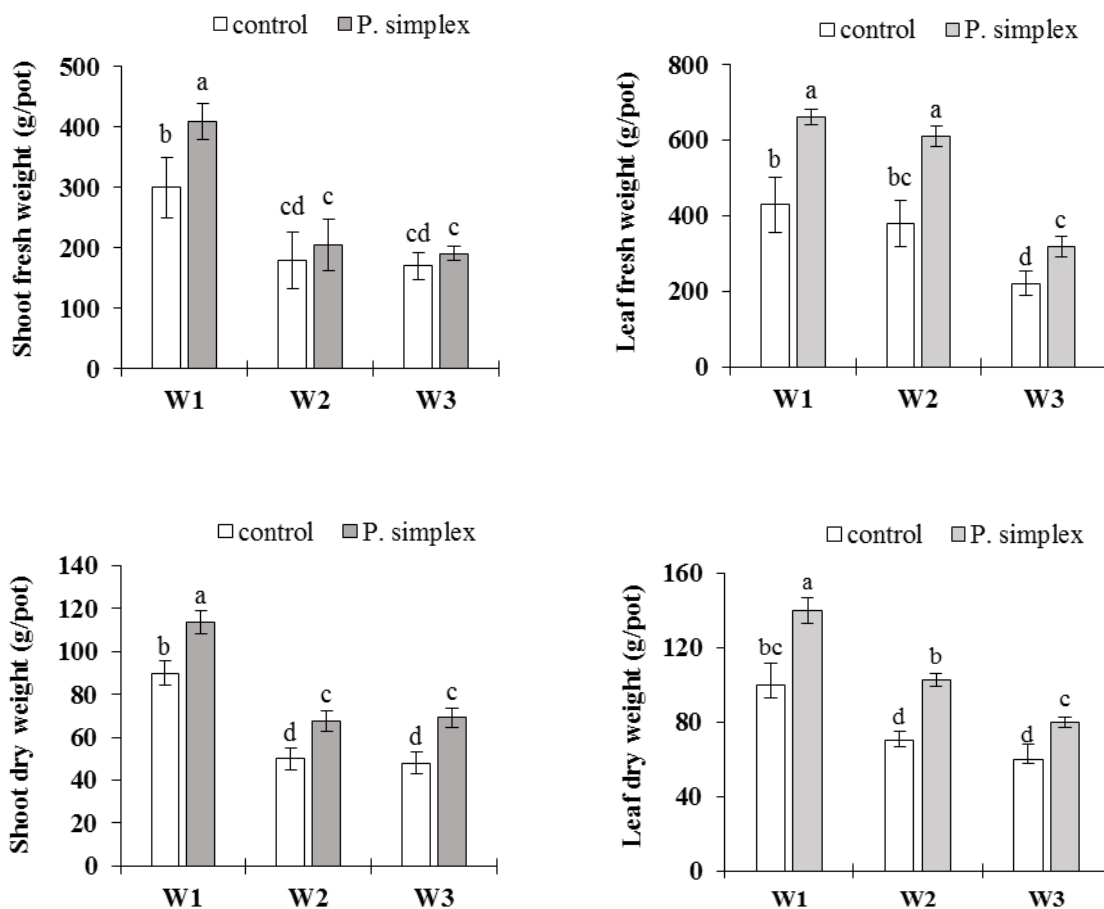 control P. simplex
Shoot fresh weight (g/pot)
500
400
300
200
100
0
b
a
cd
c
cd
c
W1 W2 W3
control P. simplex
Leaf fresh weight (g/pot)
800
600
400
200
0
b
a
bc
a
d
c
W1 W2 W3
control P. simplex
Shoot dry weight (g/pot)
140
120
100
80
60
40
20
0
b
a
d
c
d
c
W1 W2 W3
control P. simplex
Leaf dry weight (g/pot)
160
120
80
40
0
bc
a
d
b
d
c
W1 W2 W3